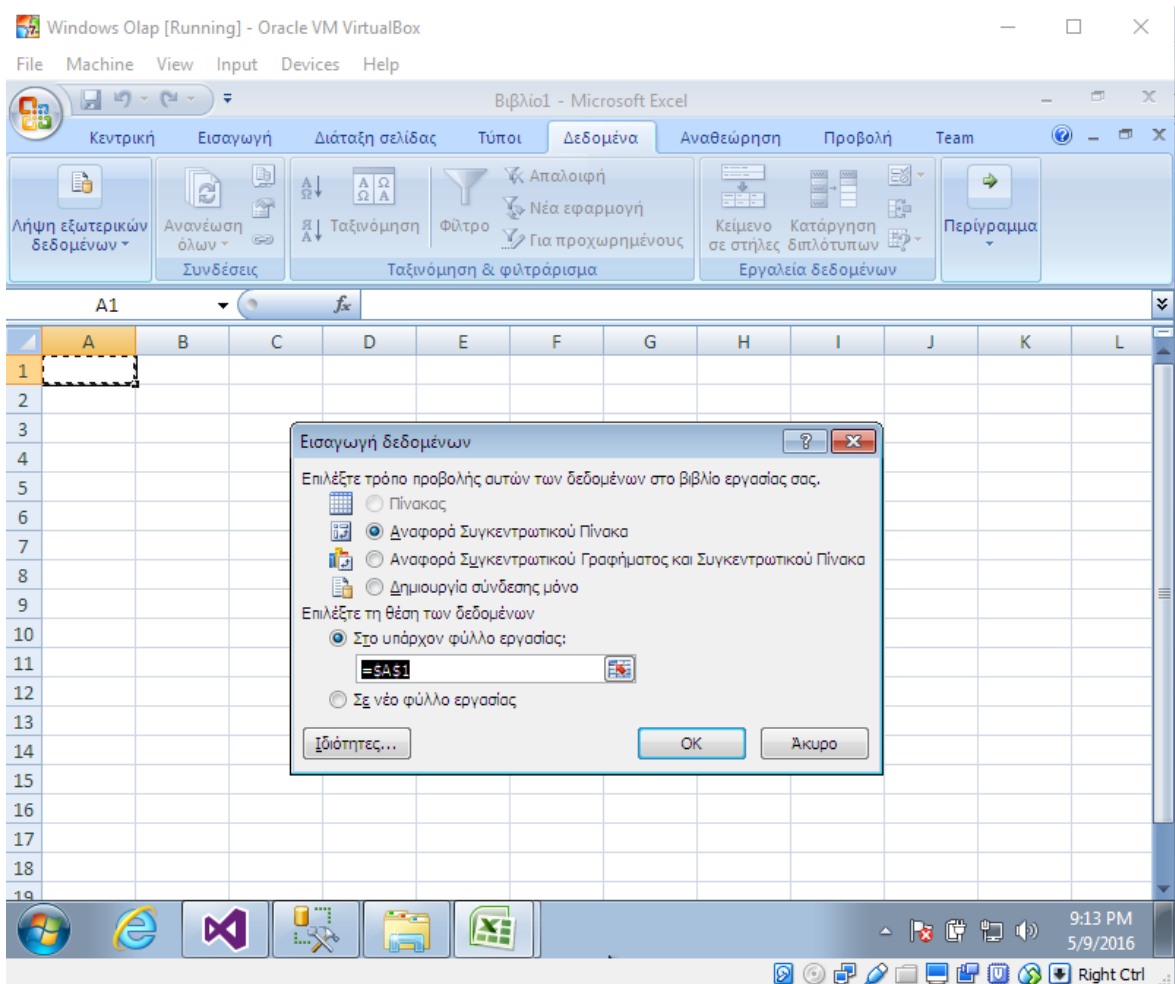 Windows Olap [Running] - Oracle VM VirtualBox
File Machine View Input Devices Help
Βιβλίο1 - Microsoft Excel
Κεντρική Εισαγωγή Διάταξη σελίδας Τύποι Δεδομένα Αναθεώρηση Προβολή Team
Λήψη εξωτερικών δεδομένων
Ανανέωση όλων
Συνδέσεις
Ταξινόμηση
Φίλτρο
Απαλοιφή
Νέα εφαρμογή
Για προχωρημένους
Ταξινόμηση & φιλτράρισμα
Κείμενο σε στήλες
Κατάργηση διπλότυπων
Εργαλεία δεδομένων
Περίγραμμα
A1 fx
A B C D E F G H I J K L
1
2
3
4
5
6
7
8
9
10
11
12
13
14
15
16
17
18
19
Εισαγωγή δεδομένων
Επιλέξτε τρόπο προβολής αυτών των δεδομένων στο βιβλίο εργασίας σας.
Πίνακας
Αναφορά Συγκεντρωτικού Πίνακα
Αναφορά Συγκεντρωτικού Γραφήματος και Συγκεντρωτικού Πίνακα
Δημιουργία σύνδεσης μόνο
Επιλέξτε τη θέση των δεδομένων
Στο υπάρχον φύλλο εργασίας:
=$A$1
Σε νέο φύλλο εργασίας
Ιδιότητες... OK Άκυρο
9:13 PM
5/9/2016
Right Ctrl